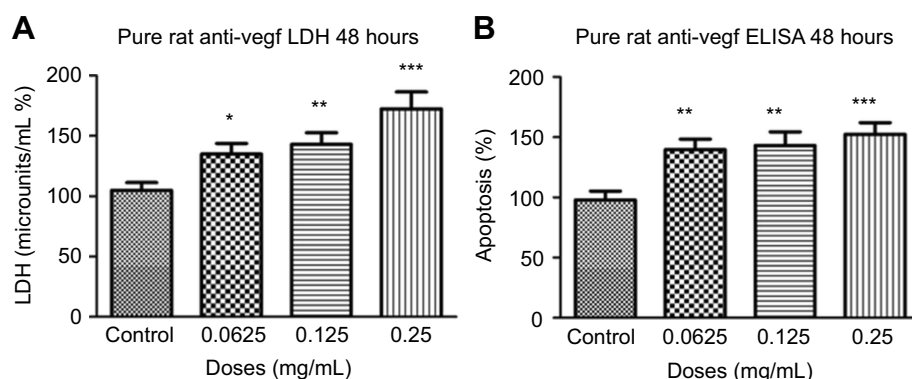 A
Pure rat anti-vegf LDH 48 hours
LDH (microunits/mL %)
200
150
100
50
0
*
**
***
Control 0.0625 0.125 0.25
Doses (mg/mL)
B
Pure rat anti-vegf ELISA 48 hours
Apoptosis (%)
200
150
100
50
0
**
**
***
Control 0.0625 0.125 0.25
Doses (mg/mL)